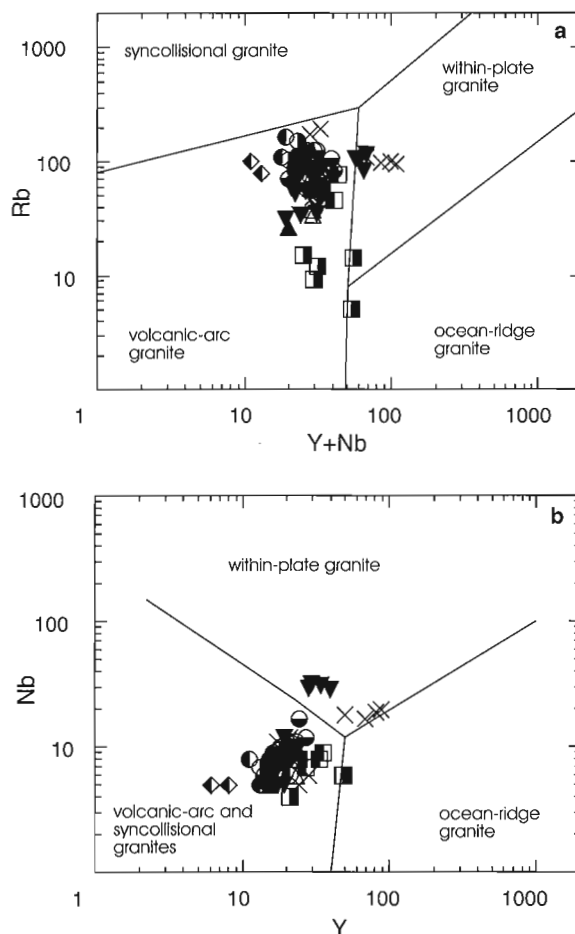 a
1000
syncollisional granite
within-plate
granite
100
Rb
10
volcanic-arc
granite
ocean-ridge
granite
1
10
100
1000
Y+Nb
1000
b
within-plate granite
100
Nb
10
volcanic-arc and
syncollisional
granites
ocean-ridge
granite
1
10
100
1000
Y